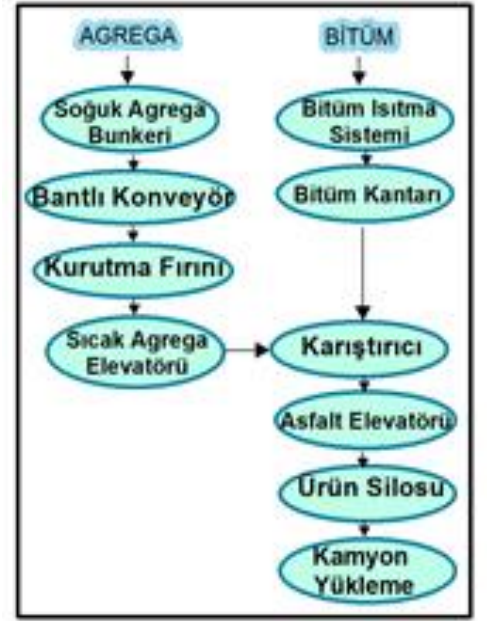 AGREGA
Soğuk Agrega
Bunkeri
Bantlı Konveyör
Kurutma Fırını
Sıcak Agrega
Elevatörü
BİTÜM
Bitüm Isıtma
Sistemi
Bitüm Kantarı
Karıştırıcı
Asfalt Elevatörü
Ürün Silosu
Kamyon
Yükleme